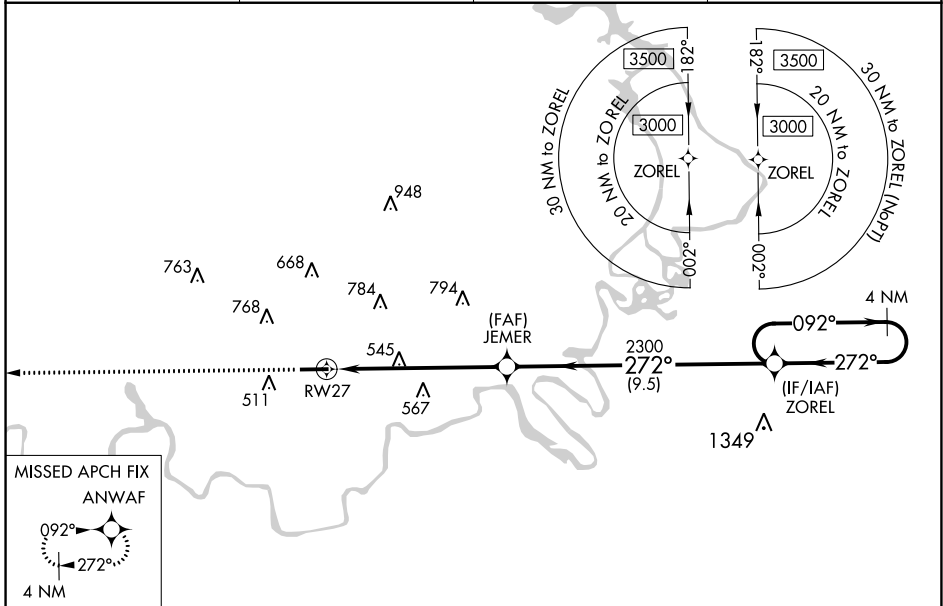 3500
182°
182°
3500
30 NM to ZOREL
20 NM to ZOREL
20 NM to ZOREL
30 NM to ZOREL (NoPT)
3000
3000
ZOREL
ZOREL
002°
002°
948
763
668
784
794
768
4 NM
092°
(FAF)
JEMER
545
2300
272°
(9.5)
272°
(IF/IAF)
ZOREL
RW27
511
567
1349
MISSED APCH FIX
ANWAF
092°
272°
4 NM